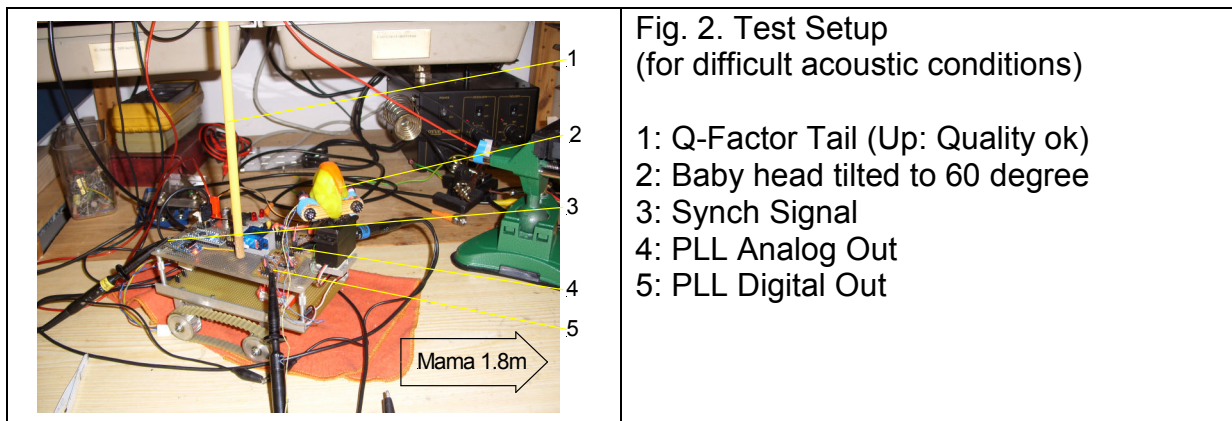 1
2
3
4
5
Mama 1.8m
Fig. 2. Test Setup
(for difficult acoustic conditions)
1: Q-Factor Tail (Up: Quality ok)
2: Baby head tilted to 60 degree
3: Synch Signal
4: PLL Analog Out
5: PLL Digital Out